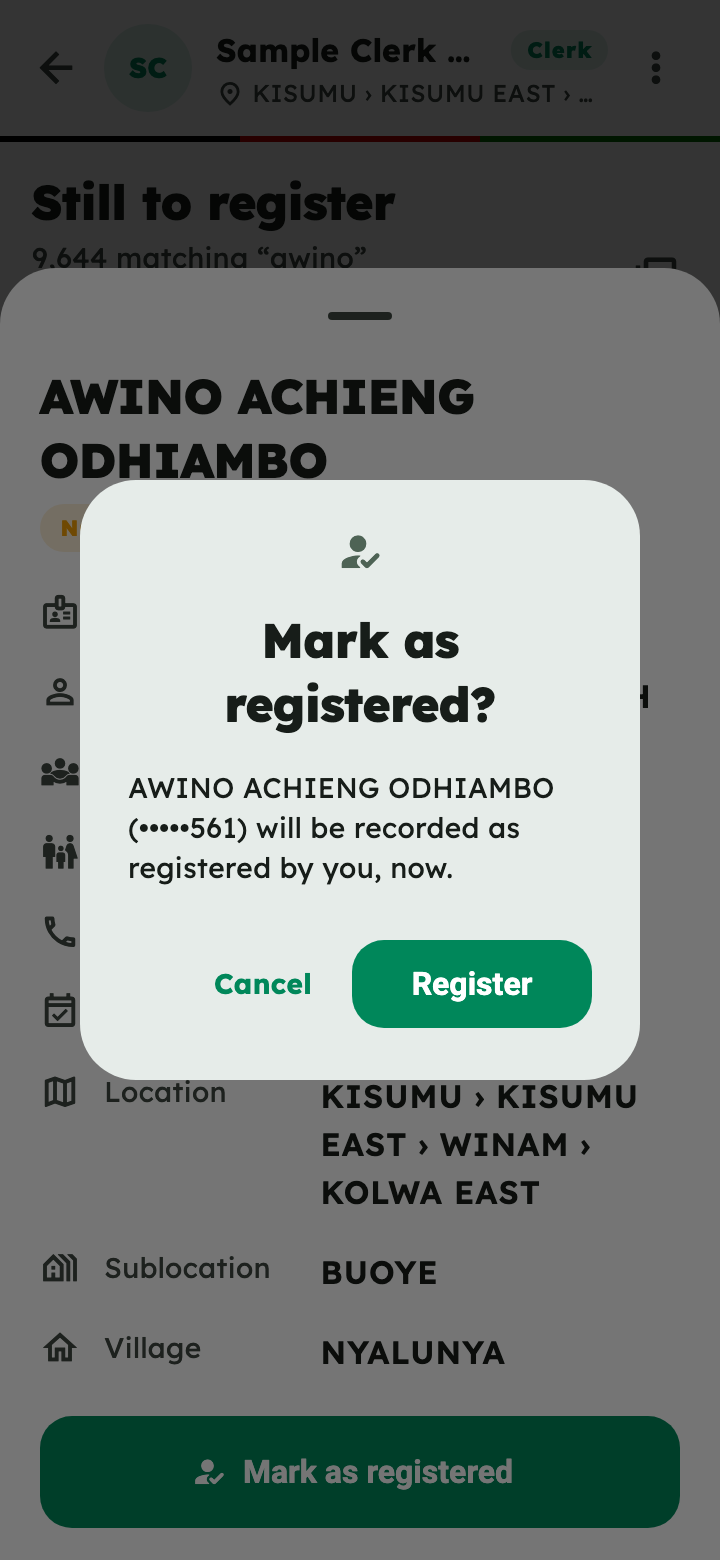 SC
Sample Clerk ...
Clerk
KISUMU › KISUMU EAST › ...
Still to register
9,644 matching “awino”
AWINO ACHIENG
ODHIAMBO
Mark as
registered?
AWINO ACHIENG ODHIAMBO
(•••••561) will be recorded as
registered by you, now.
Cancel
Register
Location
KISUMU › KISUMU
EAST › WINAM ›
KOLWA EAST
Sublocation
BUOYE
Village
NYALUNYA
Mark as registered